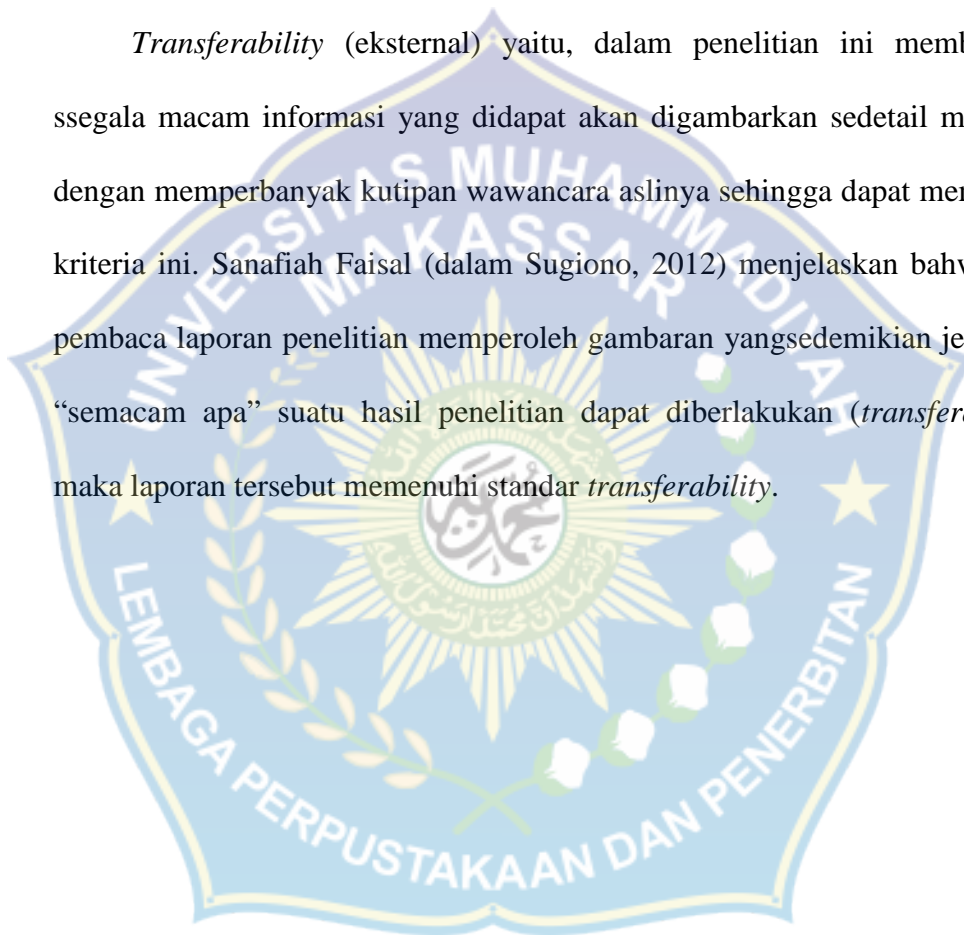 Transferability (eksternal) yaitu, dalam penelitian ini memb
ssegala macam informasi yang didapat akan digambarkan sedetail m
dengan memperbanyak kutipan wawancara aslinya sehingga dapat mer
kriteria ini. Sanafiah Faisal (dalam Sugiono, 2012) menjelaskan bahw
pembaca laporan penelitian memperoleh gambaran yangsedemikian je
“semacam apa” suatu hasil penelitian dapat diberlakukan (transfera
maka laporan tersebut memenuhi standar transferability.
UNIVERSITAS MUHAMMADIYAH
MAKASSAR
LEMBAGA PERPUSTAKAAN DAN PENERBITAN